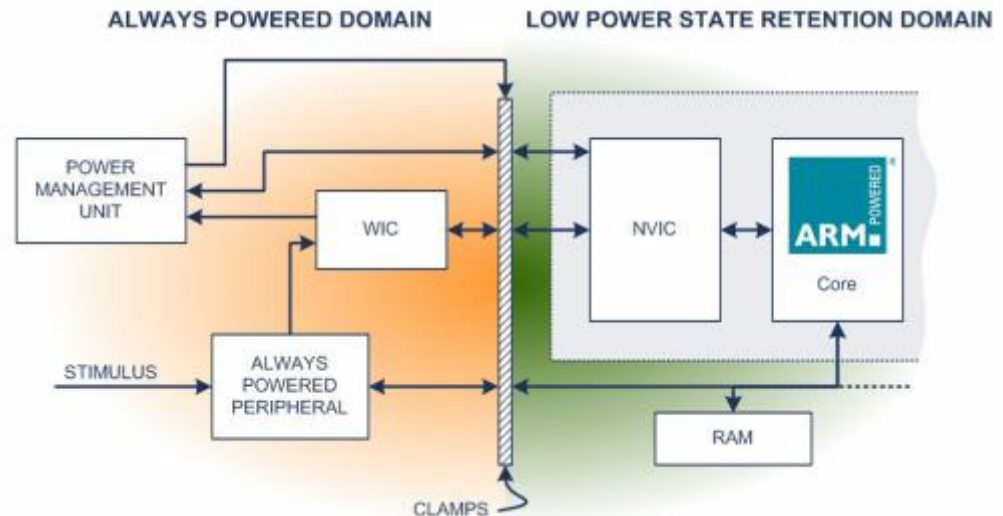 ALWAYS POWERED DOMAIN
LOW POWER STATE RETENTION DOMAIN
POWER
MANAGEMENT
UNIT
WIC
NVIC
ARM POWERED
®
Core
STIMULUS
ALWAYS
POWERED
PERIPHERAL
RAM
CLAMPS